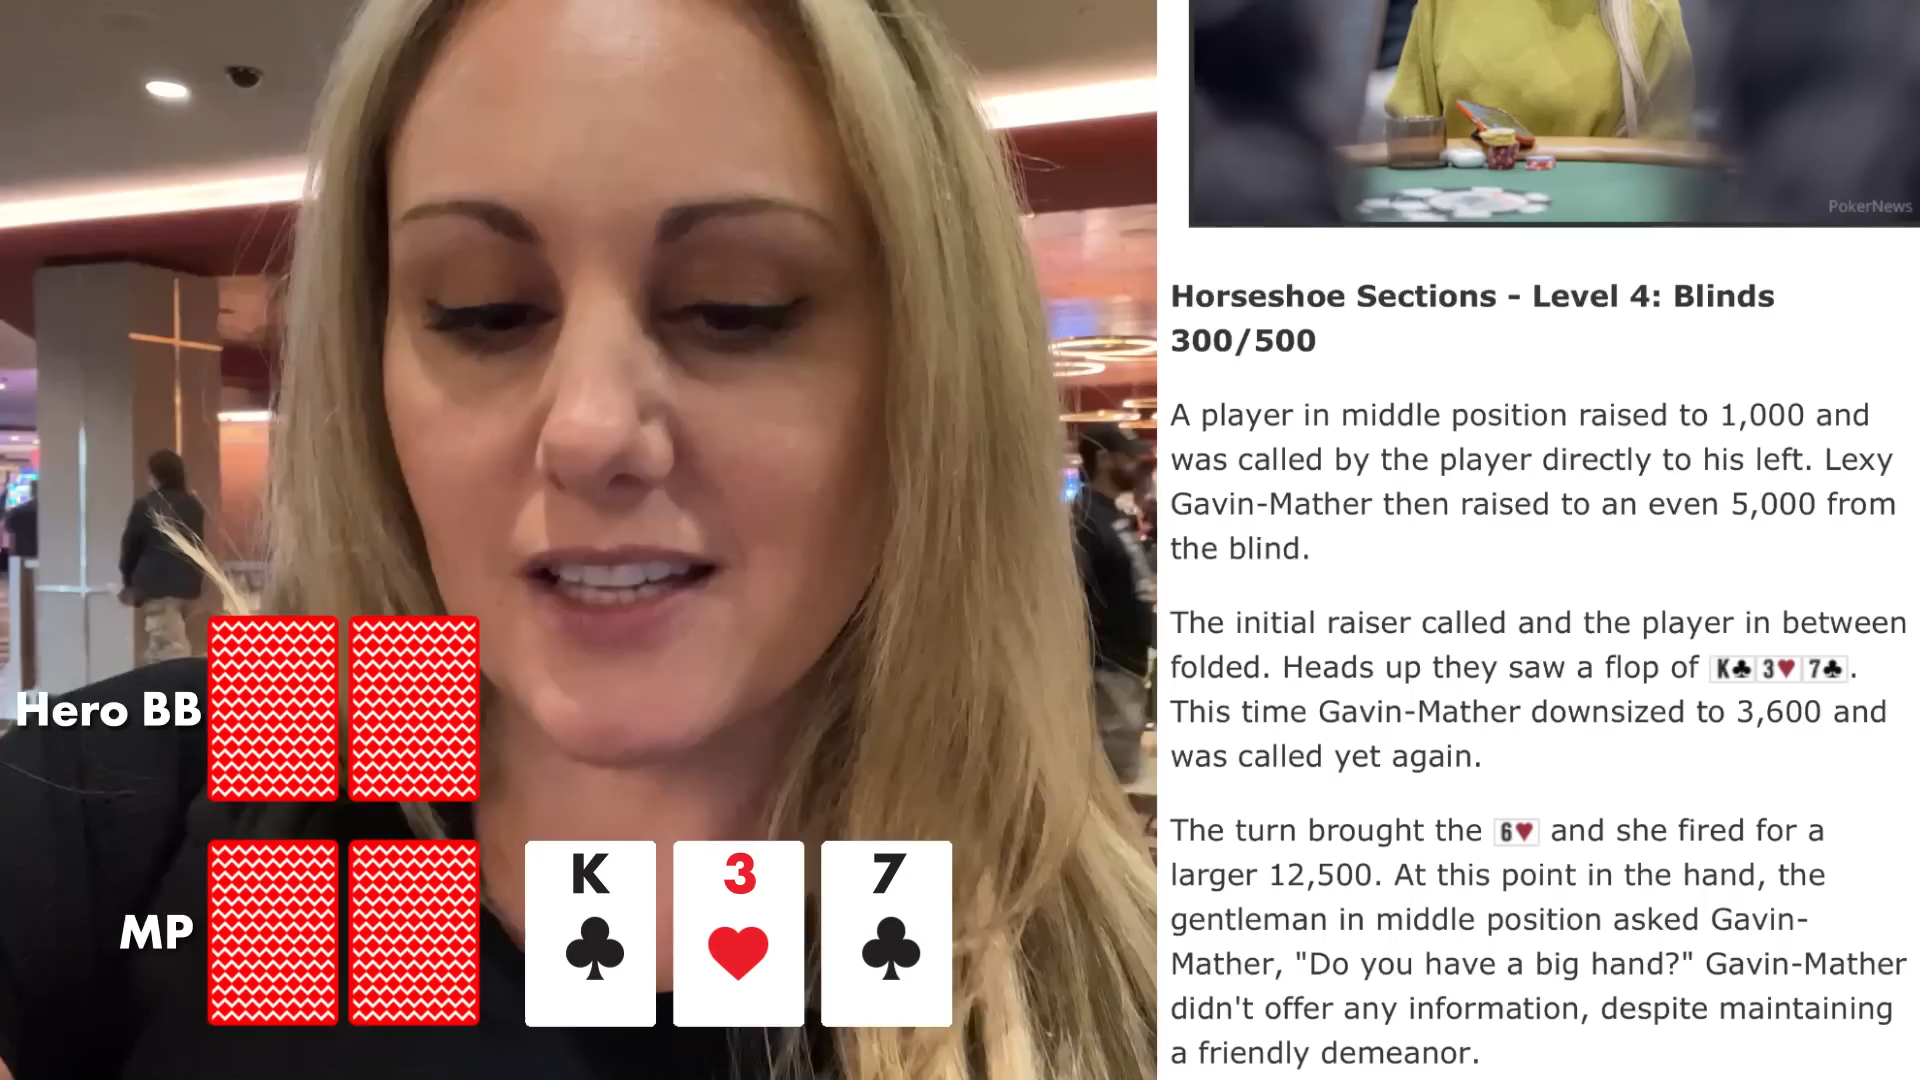 PokerNews
Horseshoe Sections - Level 4: Blinds
300/500
A player in middle position raised to 1,000 and
was called by the player directly to his left. Lexy
Gavin-Mather then raised to an even 5,000 from
the blind.
The initial raiser called and the player in between
folded. Heads up they saw a flop of K♣ 3♥ 7♣.
This time Gavin-Mather downsized to 3,600 and
was called yet again.
The turn brought the 6♥ and she fired for a
larger 12,500. At this point in the hand, the
gentleman in middle position asked Gavin-
Mather, "Do you have a big hand?" Gavin-Mather
didn't offer any information, despite maintaining
a friendly demeanor.
Hero BB
MP
K 3 7